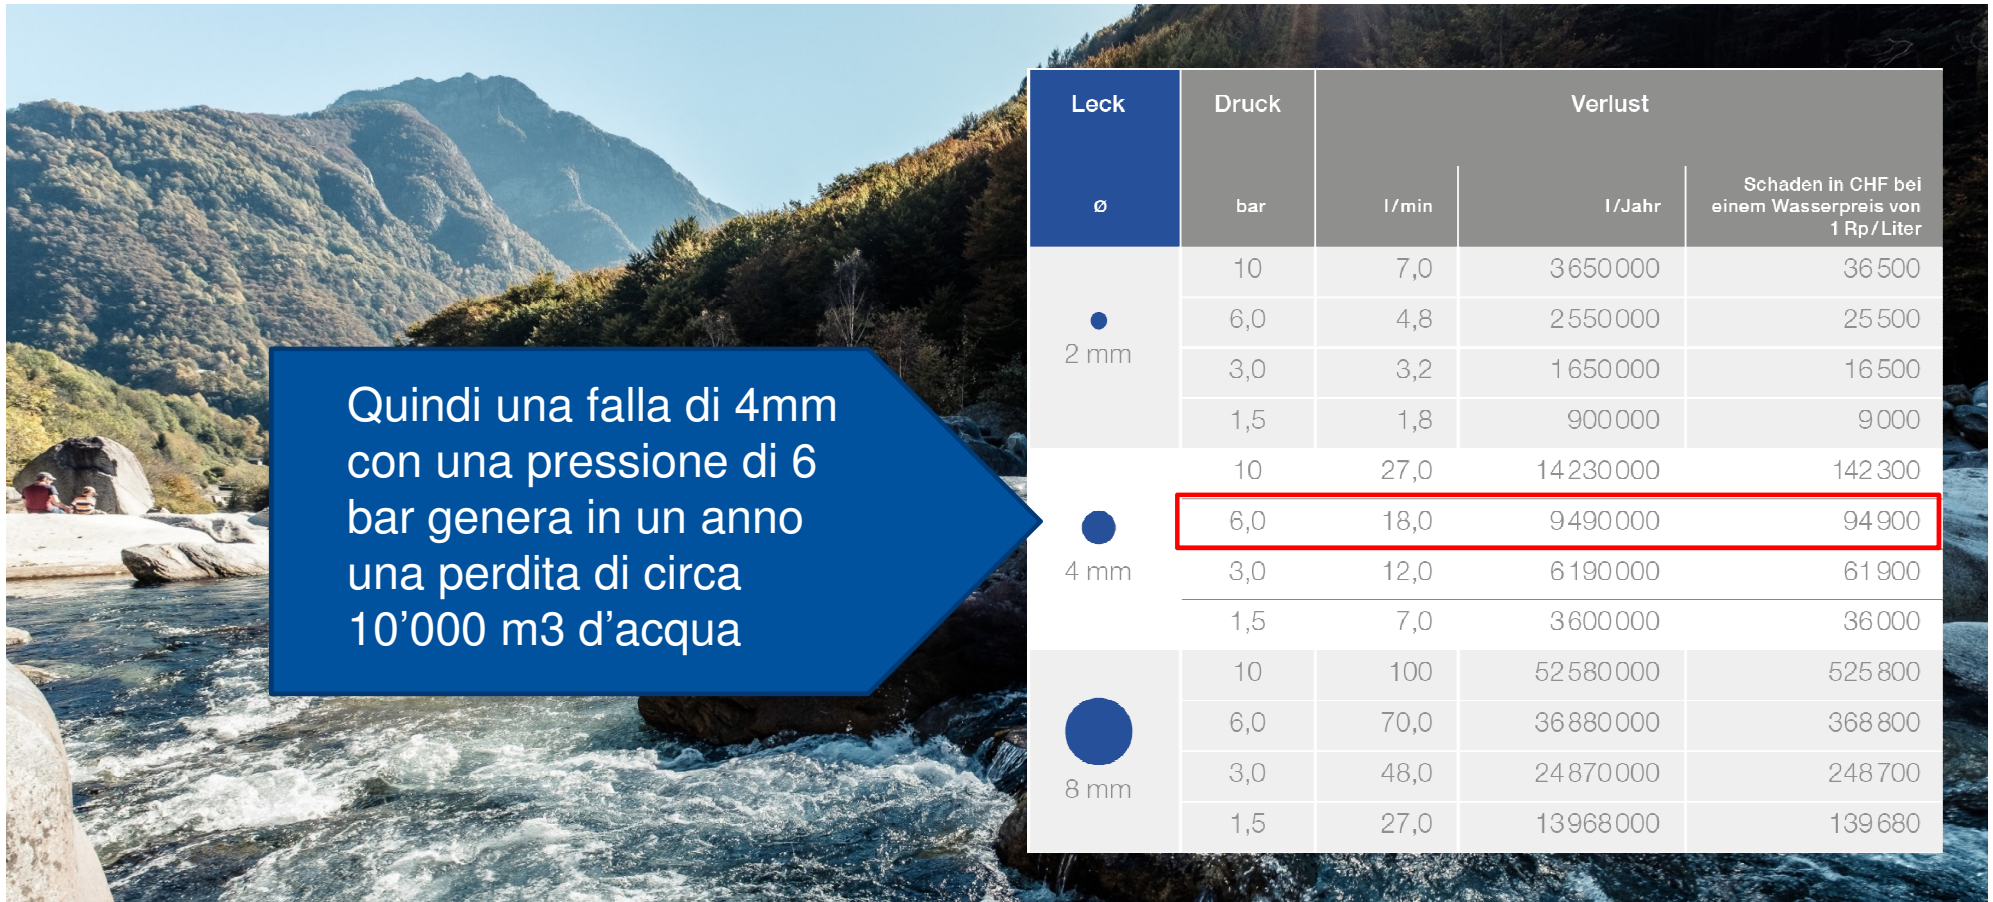 Quindi una falla di 4mm
con una pressione di 6
bar genera in un anno
una perdita di circa
10’000 m3 d’acqua
Leck Druck Verlust
Ø bar l/min l/Jahr Schaden in CHF bei
einem Wasserpreis von
1 Rp/Liter
10 7,0 3650000 36500
6,0 4,8 2550000 25500
2 mm
3,0 3,2 1650000 16500
1,5 1,8 900000 9000
10 27,0 14230000 142300
6,0 18,0 9490000 94900
4 mm
3,0 12,0 6190000 61900
1,5 7,0 3600000 36000
10 100 52580000 525800
6,0 70,0 36880000 368800
3,0 48,0 24870000 248700
8 mm
1,5 27,0 13968000 139680